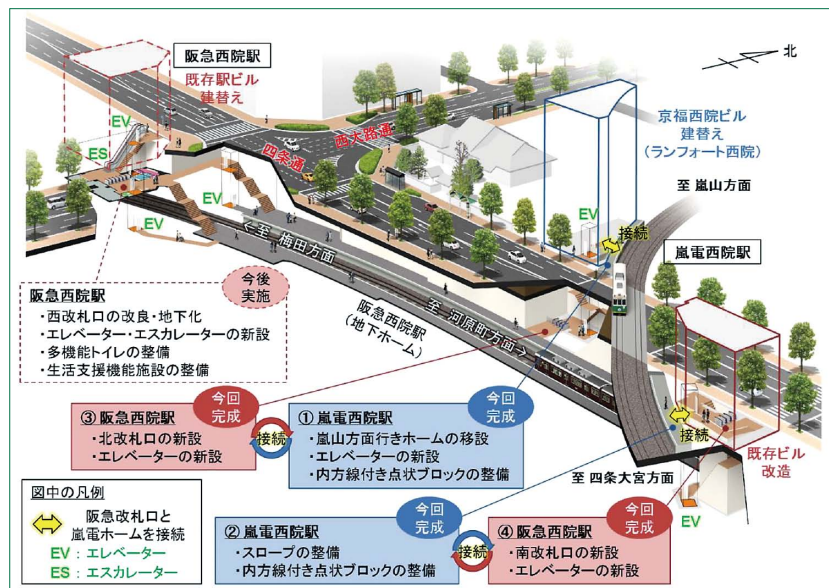 阪急西院駅
既存駅ビル
建替え
北
EV
ES
西大路通
四条通
京福西院ビル
建替え
(ランフォート西院)
至 嵐山方面
EV
EV
EV
接続
嵐電西院駅
←至 梅田方面
今後
実施
阪急西院駅
・西改札口の改良・地下化
・エレベーター・エスカレーターの新設
・多機能トイレの整備
・生活支援機能施設の整備
阪急西院駅
(地下ホーム)
至 河原町方面→
今回
完成
③ 阪急西院駅
・北改札口の新設
・エレベーターの新設
接続
今回
完成
① 嵐電西院駅
・嵐山方面行きホームの移設
・エレベーターの新設
・内方線付き点状ブロックの整備
接続
既存ビル
改造
至 四条大宮方面
EV
図中の凡例
阪急改札口と
嵐電ホームを接続
EV：エレベーター
ES：エスカレーター
今回
完成
② 嵐電西院駅
・スロープの整備
・内方線付き点状ブロックの整備
接続
今回
完成
④ 阪急西院駅
・南改札口の新設
・エレベーターの新設